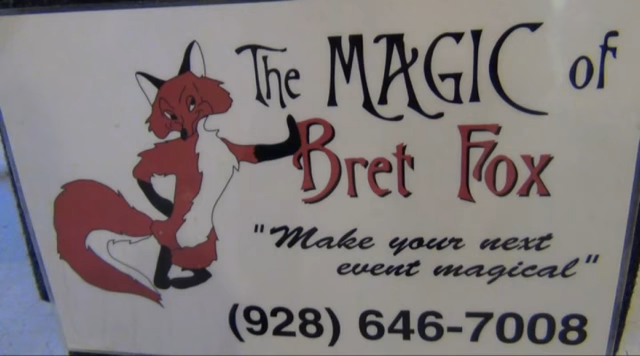 The MAGIC of
Bret Fox
"Make your next
event magical"
(928) 646-7008